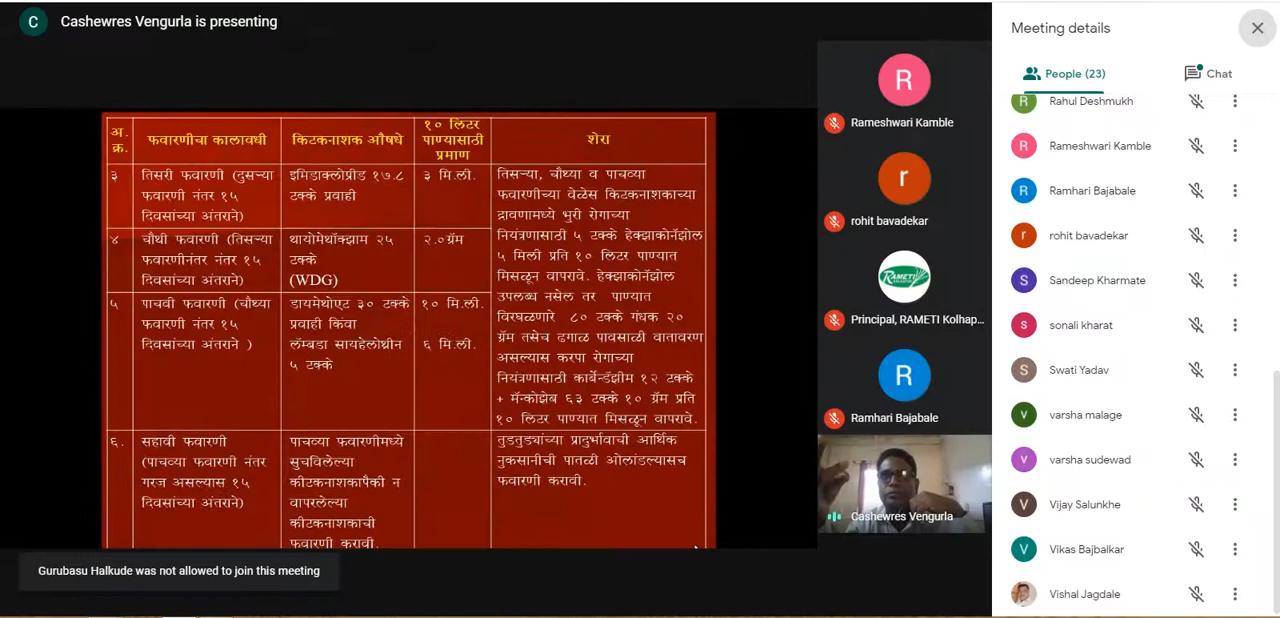 C Cashewres Vengurla is presenting
अ. क्र.
फवारणीचा कालावधी
किटकनाशक औषधे
१० लिटर
पाण्यासाठी
प्रमाण
शेरा
३
तिसरी फवारणी (दुसऱ्या
फवारणी नंतर १५
दिवसांच्या अंतराने)
इमिडाक्लोप्रीड १७.८
टक्के प्रवाही
३ मि.ली.
तिसऱ्या, चौथ्या व पाचव्या
फवारणीच्या वेळेस किटकनाशकाच्या
द्रावणामध्ये भुरी रोगाच्या
नियंत्रणासाठी ५ टक्के हेक्झाकोनॅझोल
५ मिली प्रति १० लिटर पाण्यात
मिसळून वापरावे. हेक्झाकोनॅझोल
उपलब्ध नसेल तर पाण्यात
विरघळणारे ८० टक्के गंधक २०
ग्रॅम तसेच ढगाळ पावसाळी वातावरण
असल्यास करपा रोगाच्या
नियंत्रणासाठी कार्बेन्डॅझीम १२ टक्के
+ मॅन्कोझेब ६३ टक्के १० ग्रॅम प्रति
१० लिटर पाण्यात मिसळून वापरावे.
४
चौथी फवारणी (तिसऱ्या
फवारणीनंतर नंतर १५
दिवसांच्या अंतराने)
थायोमेथॉक्झाम २५
टक्के
(WDG)
२.०ग्रॅम
५
पाचवी फवारणी (चौथ्या
फवारणी नंतर १५
दिवसांच्या अंतराने )
डायमेथोएट ३० टक्के
प्रवाही किंवा
लॅम्बडा सायहेलोथ्रीन
५ टक्के
१० मि.ली.
६ मि.ली.
६.
सहावी फवारणी
(पाचव्या फवारणी नंतर
गरज असल्यास १५
दिवसांच्या अंतराने)
पाचव्या फवारणीमध्ये
सुचविलेल्या
कीटकनाशकापैकी न
वापरलेल्या
कीटकनाशकाची
फवारणी करावी.
तुडतुड्यांच्या प्रादुर्भावाची आर्थिक
नुकसानीची पातळी ओलांडल्यासच
फवारणी करावी.
Gurubasu Halkude was not allowed to join this meeting
R
Rameshwari Kamble
r
rohit bavadekar
RAMETI
Principal, RAMETI Kolhap...
R
Ramhari Bajabale
Cashewres Vengurla
Meeting details
People (23)
Chat
R Rahul Deshmukh
R Rameshwari Kamble
R Ramhari Bajabale
r rohit bavadekar
S Sandeep Kharmate
s sonali kharat
S Swati Yadav
v varsha malage
v varsha sudewad
V Vijay Salunkhe
V Vikas Bajbalkar
Vishal Jagdale